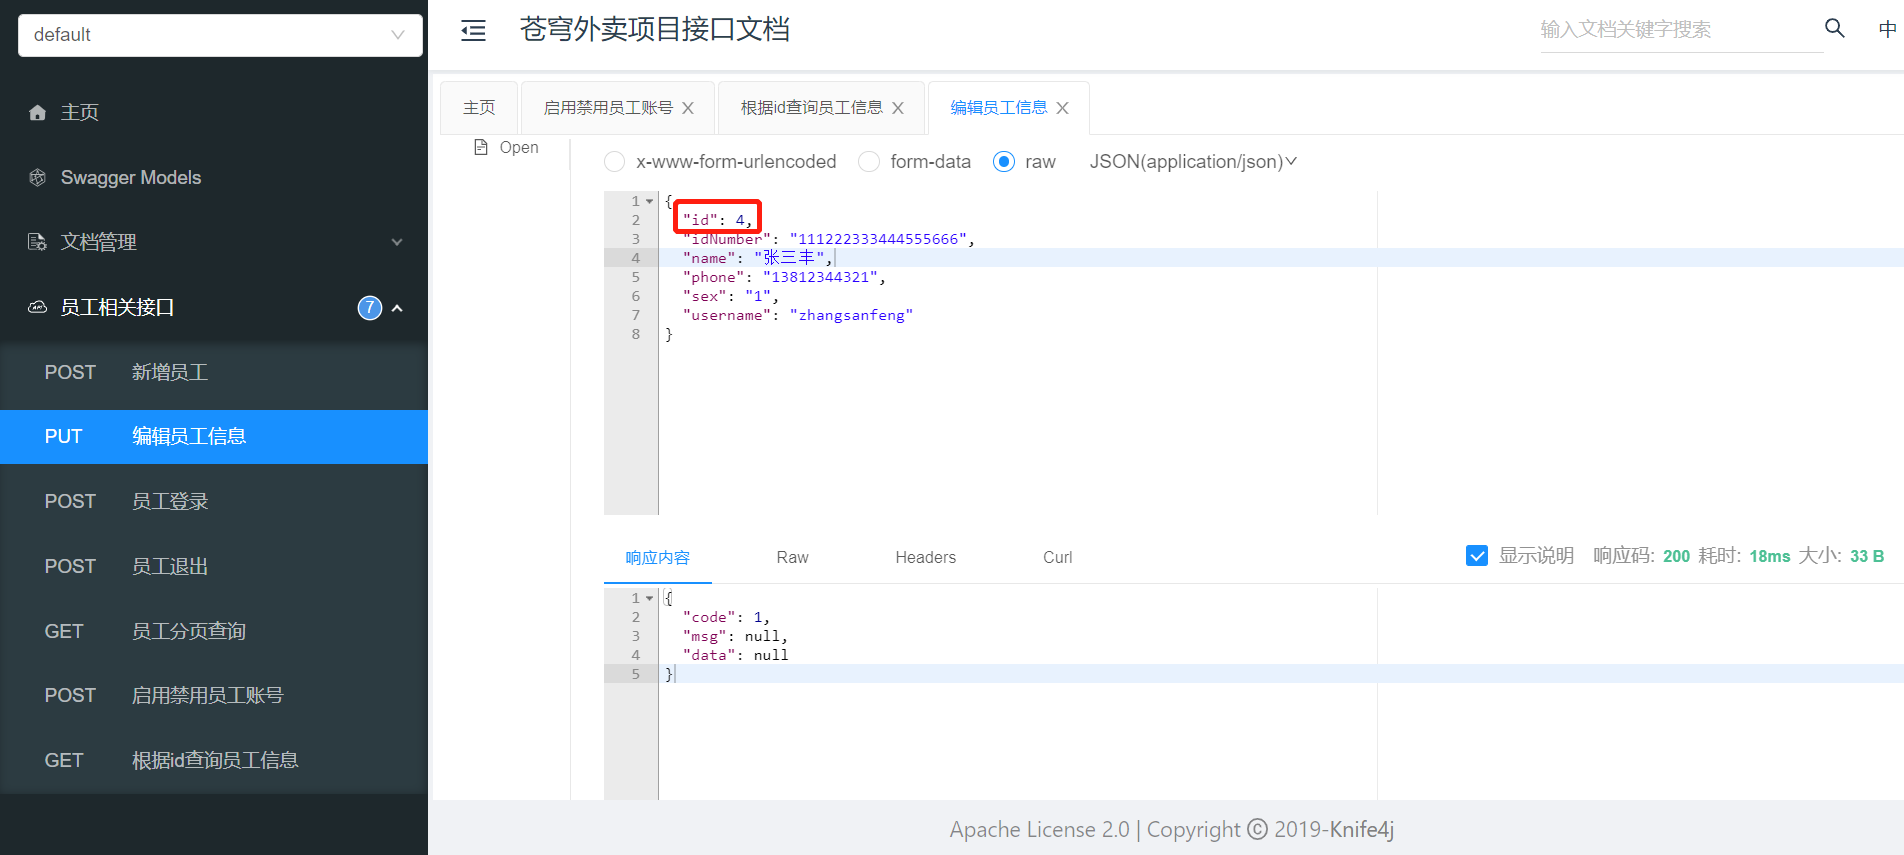 default
主页
Swagger Models
文档管理
员工相关接口 7
POST 新增员工
PUT 编辑员工信息
POST 员工登录
POST 员工退出
GET 员工分页查询
POST 启用禁用员工账号
GET 根据id查询员工信息
苍穹外卖项目接口文档
输入文档关键字搜索
中
主页 启用禁用员工账号 根据id查询员工信息 编辑员工信息
Open
x-www-form-urlencoded form-data raw JSON(application/json)
1 {
2 "id": 4,
3 "idNumber": "111222333444555666",
4 "name": "张三丰",
5 "phone": "13812344321",
6 "sex": "1",
7 "username": "zhangsanfeng"
8 }
响应内容 Raw Headers Curl 显示说明 响应码: 200 耗时: 18ms 大小: 33 B
1 {
2 "code": 1,
3 "msg": null,
4 "data": null
5 }
Apache License 2.0 | Copyright © 2019-Knife4j